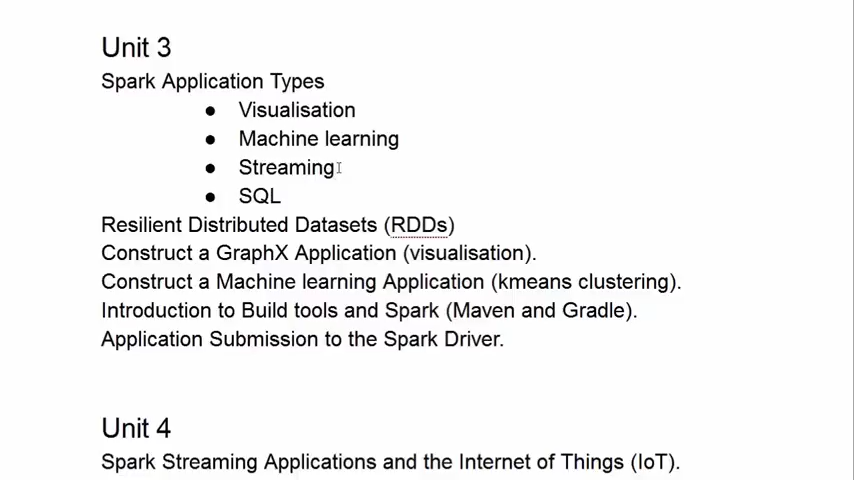 Unit 3
Spark Application Types
● Visualisation
● Machine learning
● Streaming
● SQL
Resilient Distributed Datasets (RDDs)
Construct a GraphX Application (visualisation).
Construct a Machine learning Application (kmeans clustering).
Introduction to Build tools and Spark (Maven and Gradle).
Application Submission to the Spark Driver.
Unit 4
Spark Streaming Applications and the Internet of Things (IoT).